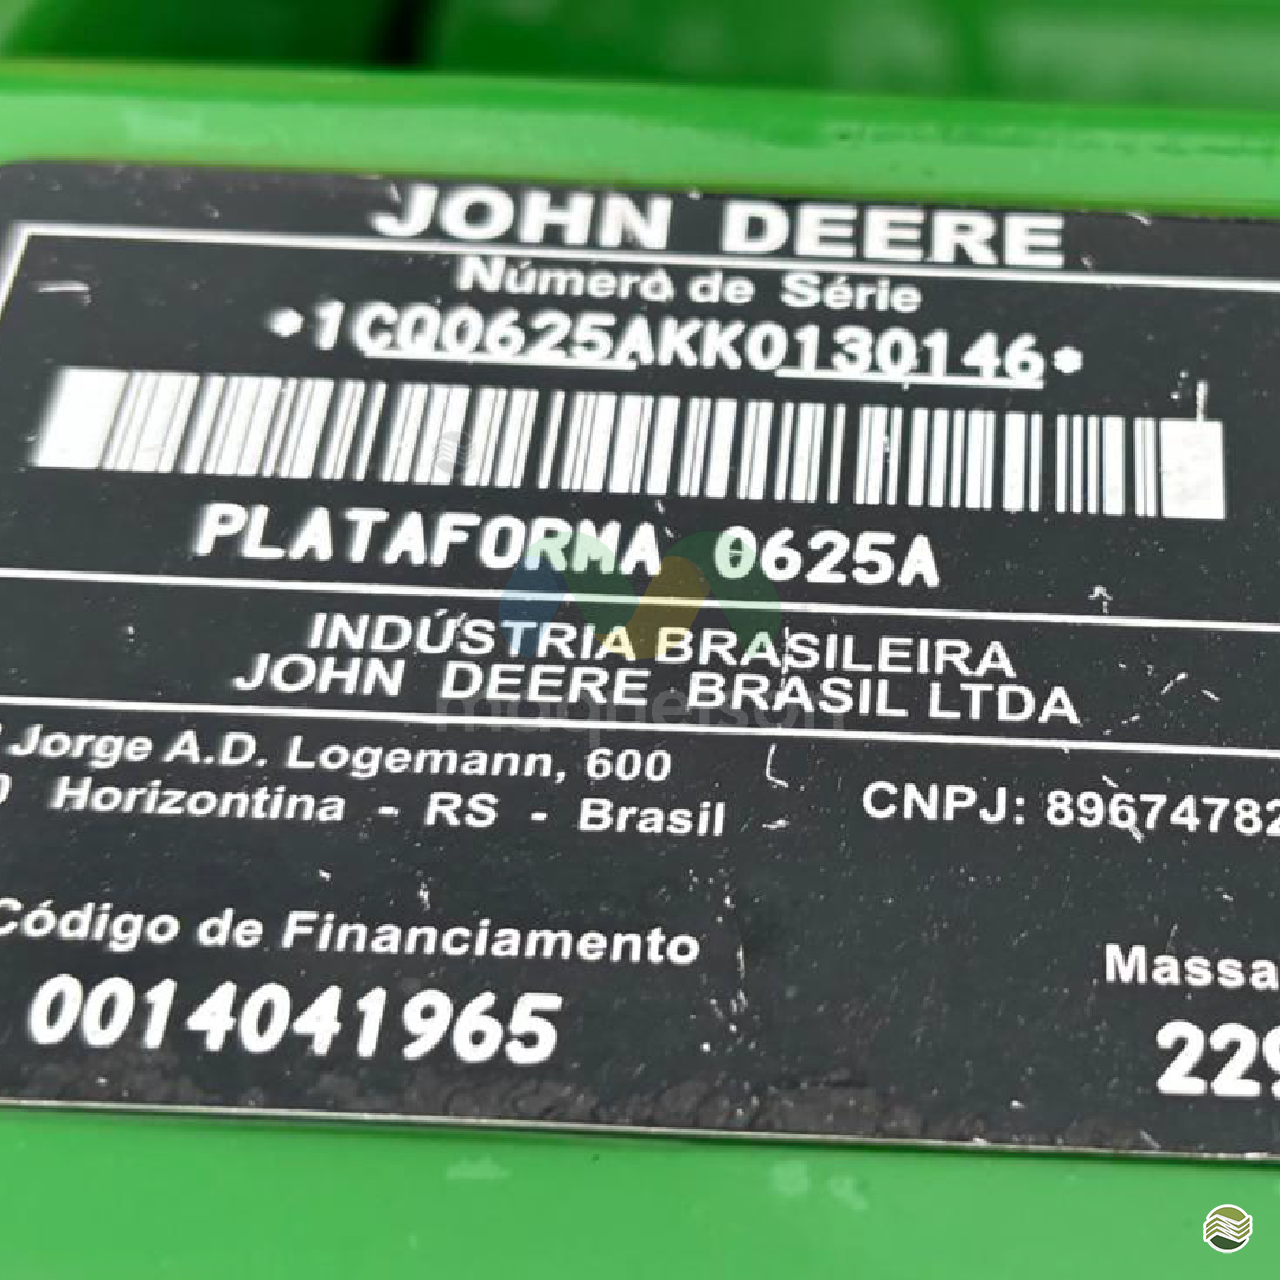 JOHN DEERE
Número de Série
*1CQ0625AKK0130146*
PLATAFORMA 0625A
INDÚSTRIA BRASILEIRA
JOHN DEERE BRASIL LTDA
Jorge A.D. Logemann, 600
Horizontina - RS - Brasil
CNPJ: 89674782
Código de Financiamento
0014041965
Massa
229